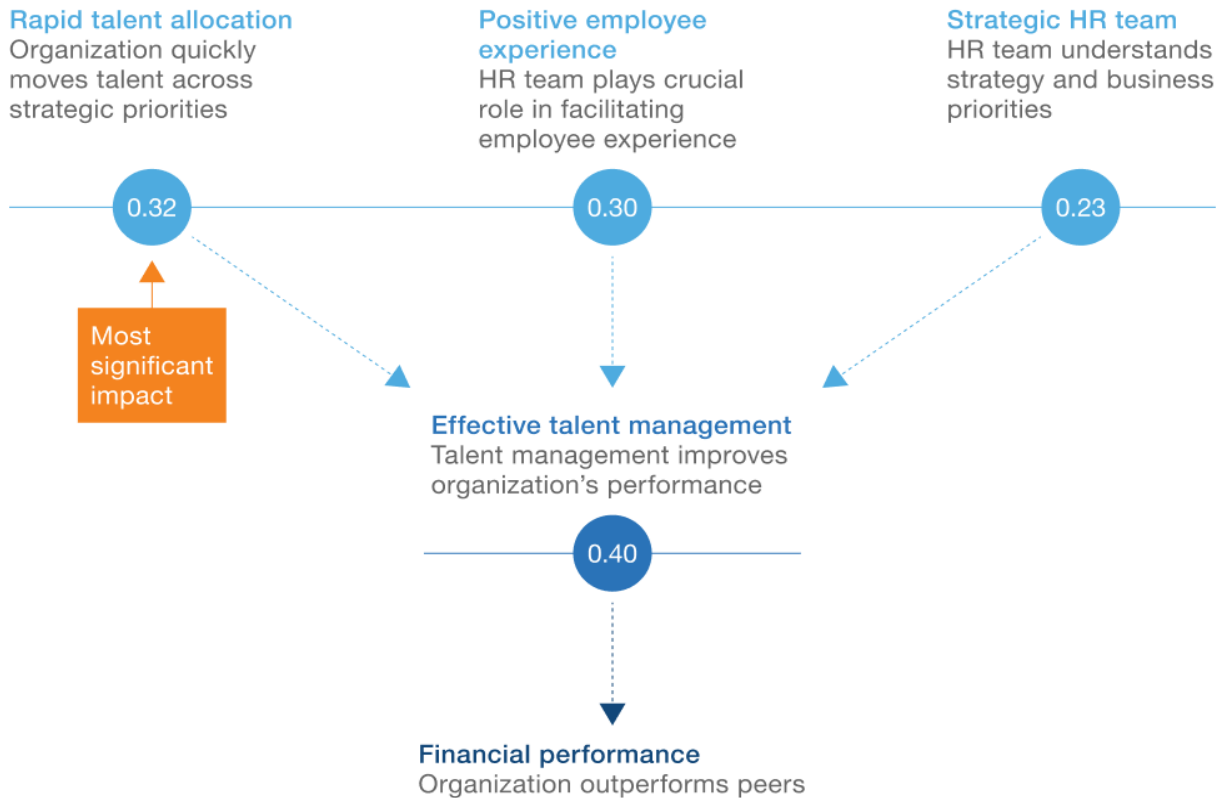 Rapid talent allocation
Organization quickly
moves talent across
strategic priorities
Positive employee
experience
HR team plays crucial
role in facilitating
employee experience
Strategic HR team
HR team understands
strategy and business
priorities
0.32
0.30
0.23
Most
significant
impact
Effective talent management
Talent management improves
organization’s performance
0.40
Financial performance
Organization outperforms peers